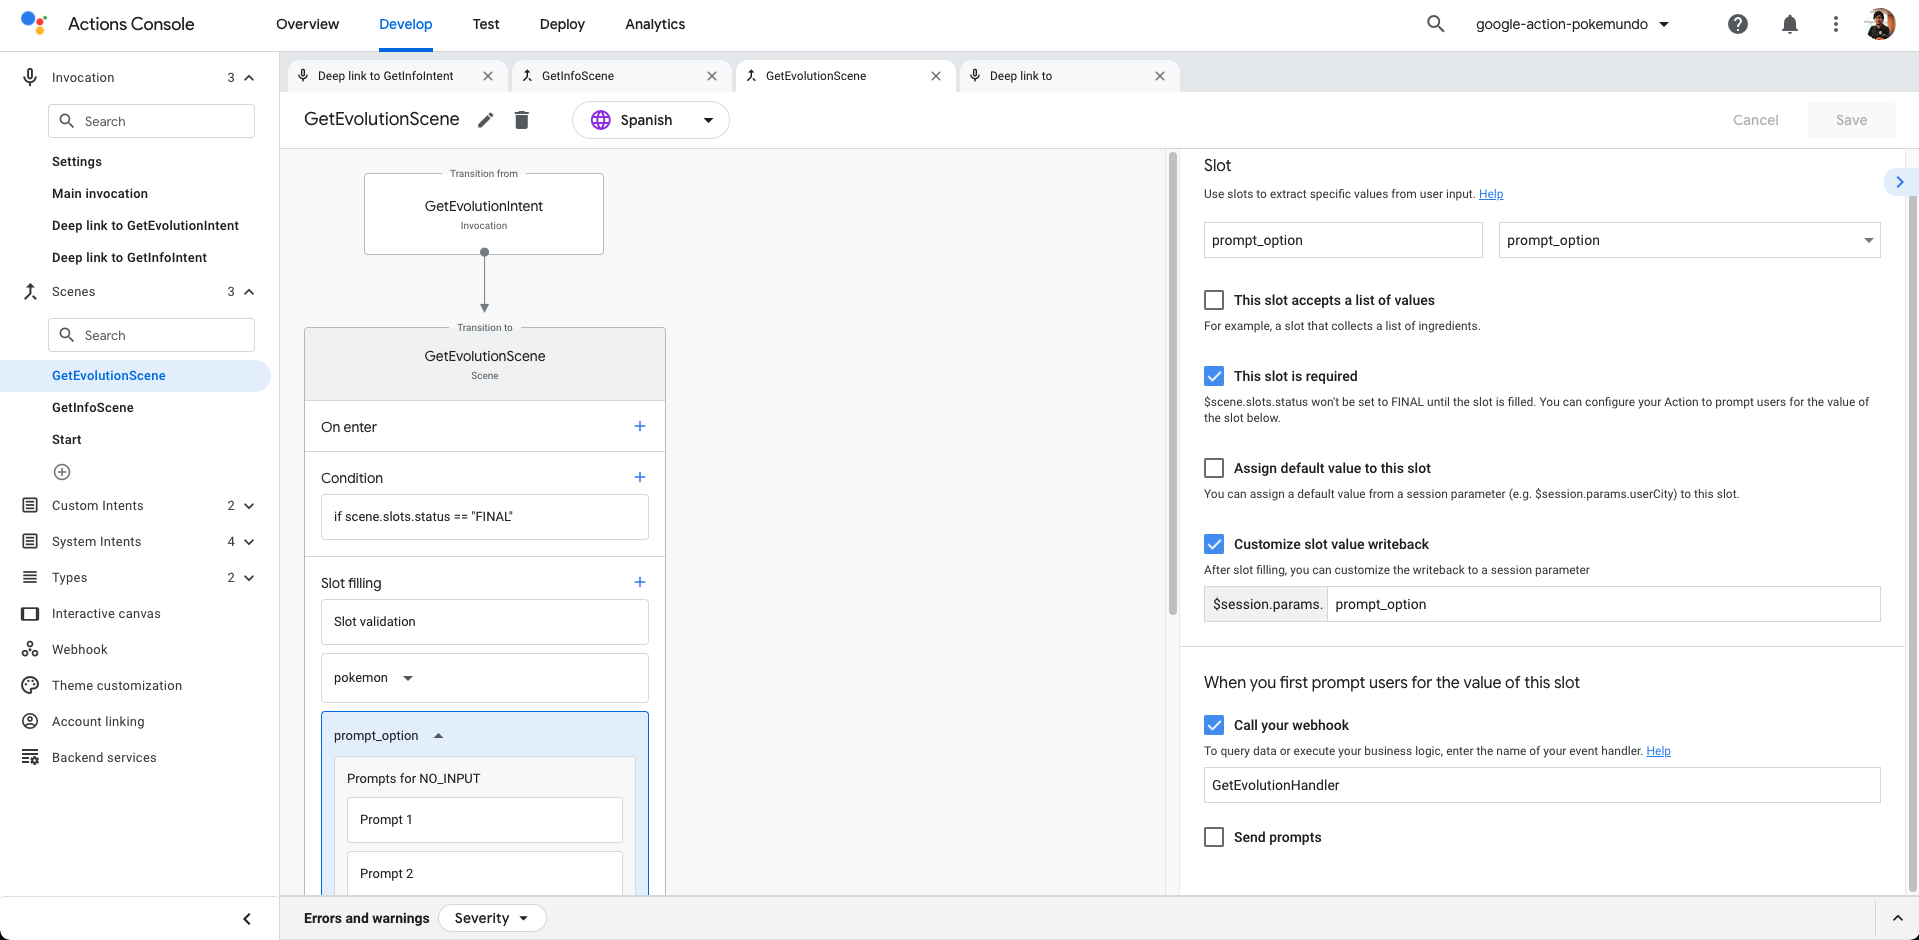 Actions Console
Overview
Develop
Test
Deploy
Analytics
google-action-pokemundo
Invocation
3
Search
Settings
Main invocation
Deep link to GetEvolutionIntent
Deep link to GetInfoIntent
Scenes
3
Search
GetEvolutionScene
GetInfoScene
Start
Custom Intents
2
System Intents
4
Types
2
Interactive canvas
Webhook
Theme customization
Account linking
Backend services
Deep link to GetInfoIntent
GetInfoScene
GetEvolutionScene
Deep link to
GetEvolutionScene
Spanish
Cancel
Save
Transition from
GetEvolutionIntent
Invocation
Transition to
GetEvolutionScene
Scene
On enter
Condition
if scene.slots.status == "FINAL"
Slot filling
Slot validation
pokemon
prompt_option
Prompts for NO_INPUT
Prompt 1
Prompt 2
Slot
Use slots to extract specific values from user input. Help
prompt_option
prompt_option
This slot accepts a list of values
For example, a slot that collects a list of ingredients.
This slot is required
$scene.slots.status won't be set to FINAL until the slot is filled. You can configure your Action to prompt users for the value of
the slot below.
Assign default value to this slot
You can assign a default value from a session parameter (e.g. $session.params.userCity) to this slot.
Customize slot value writeback
After slot filling, you can customize the writeback to a session parameter
$session.params. prompt_option
When you first prompt users for the value of this slot
Call your webhook
To query data or execute your business logic, enter the name of your event handler. Help
GetEvolutionHandler
Send prompts
Errors and warnings
Severity